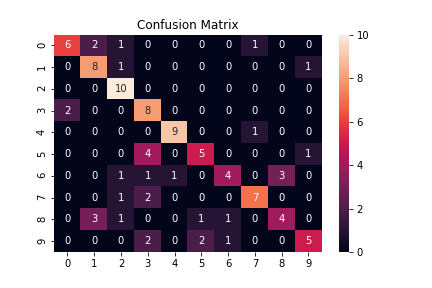 Confusion Matrix
0 6 2 1 0 0 0 0 1 0 0
1 0 8 1 0 0 0 0 0 0 1
2 0 0 10 0 0 0 0 0 0 0
3 2 0 0 8 0 0 0 0 0 0
4 0 0 0 0 9 0 0 1 0 0
5 0 0 0 4 0 5 0 0 0 1
6 0 0 1 1 1 0 4 0 3 0
7 0 0 1 2 0 0 0 7 0 0
8 0 3 1 0 0 1 1 0 4 0
9 0 0 0 2 0 2 1 0 0 5
0 1 2 3 4 5 6 7 8 9
10
8
6
4
2
0